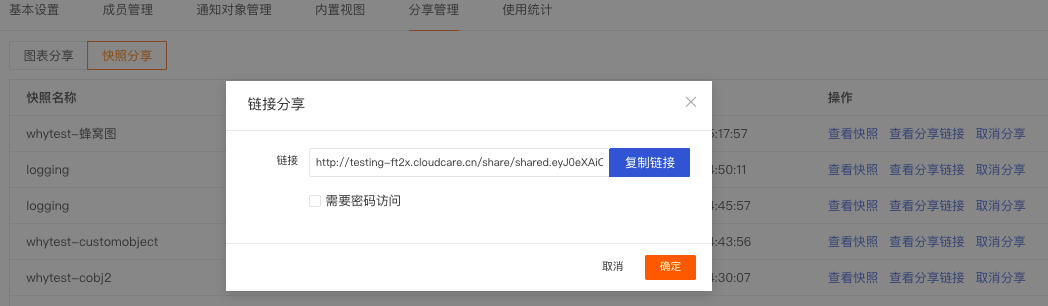 基本设置 成员管理 通知对象管理 内置视图 分享管理 使用统计
图表分享 快照分享
快照名称 操作
链接分享
whytest-蜂窝图 5:17:57 查看快照 查看分享链接 取消分享
链接 http://testing-ft2x.cloudcare.cn/share/shared.eyJ0eXAiO 复制链接
logging 4:50:11 查看快照 查看分享链接 取消分享
需要密码访问
logging 4:45:57 查看快照 查看分享链接 取消分享
whytest-customobject 4:43:56 查看快照 查看分享链接 取消分享
取消 确定
whytest-cobj2 4:30:07 查看快照 查看分享链接 取消分享